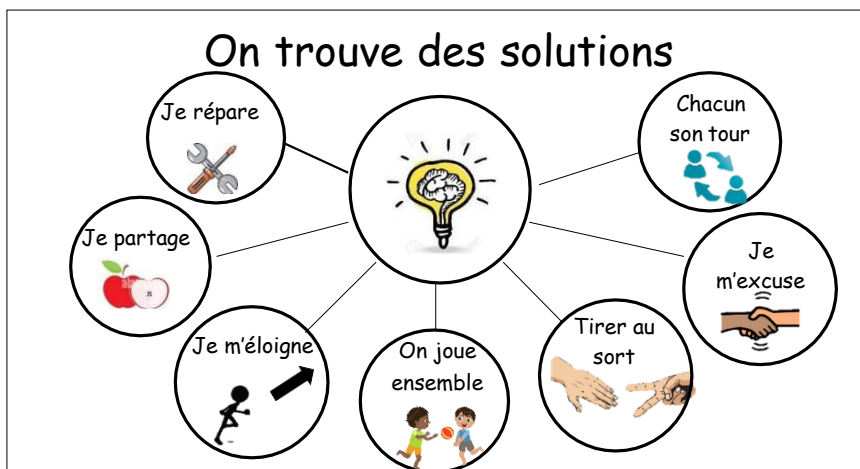 On trouve des solutions
Je répare
Chacun
son tour
Je partage
Je
m'excuse
Je m'éloigne
On joue
ensemble
Tirer au
sort